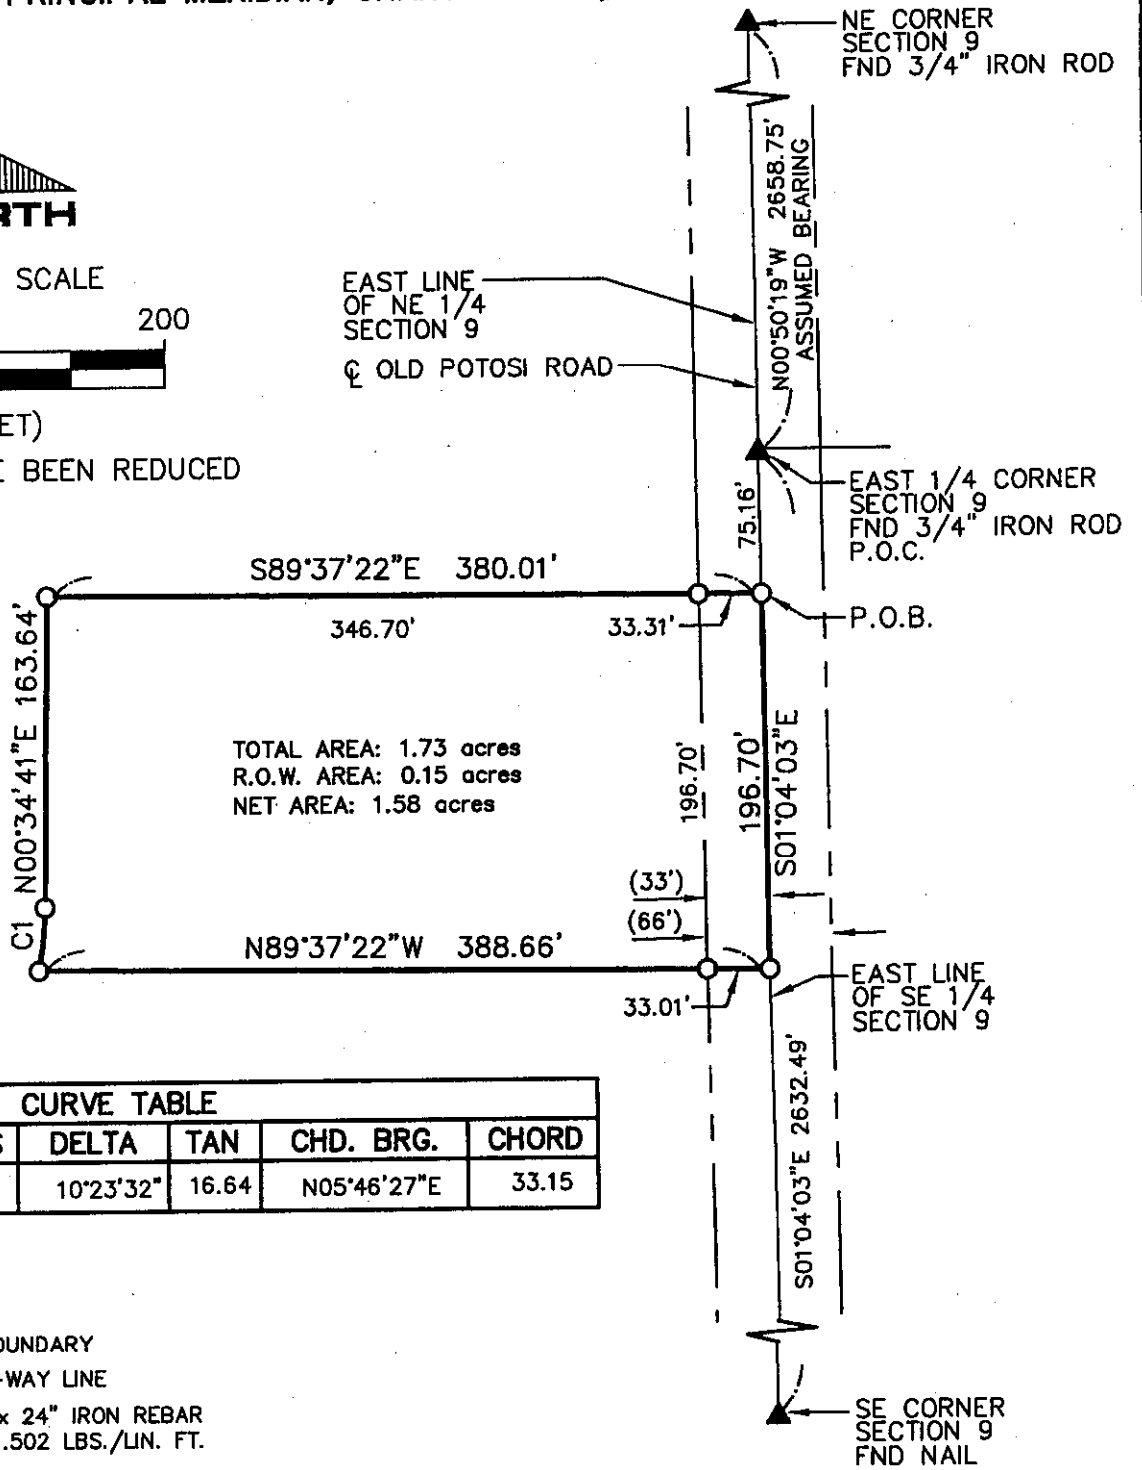 NE CORNER
SECTION 9
FND 3/4" IRON ROD
RTH
SCALE
200
ET)
BEEN REDUCED
EAST LINE
OF NE 1/4
SECTION 9
℄ OLD POTOSI ROAD
N00°50'19"W 2658.75'
ASSUMED BEARING
EAST 1/4 CORNER
SECTION 9
FND 3/4" IRON ROD
P.O.C.
75.16'
S89°37'22"E 380.01'
346.70'
33.31'
P.O.B.
N00°34'41"E 163.64'
C1
TOTAL AREA: 1.73 acres
R.O.W. AREA: 0.15 acres
NET AREA: 1.58 acres
196.70'
196.70'
S01°04'03"E
(33')
(66')
N89°37'22"W 388.66'
33.01'
EAST LINE
OF SE 1/4
SECTION 9
S01°04'03"E 2632.49'
CURVE TABLE
S DELTA TAN CHD. BRG. CHORD
10°23'32" 16.64 N05°46'27"E 33.15
OUNDARY
-WAY LINE
x 24" IRON REBAR
.502 LBS./LIN. FT.
SE CORNER
SECTION 9
FND NAIL